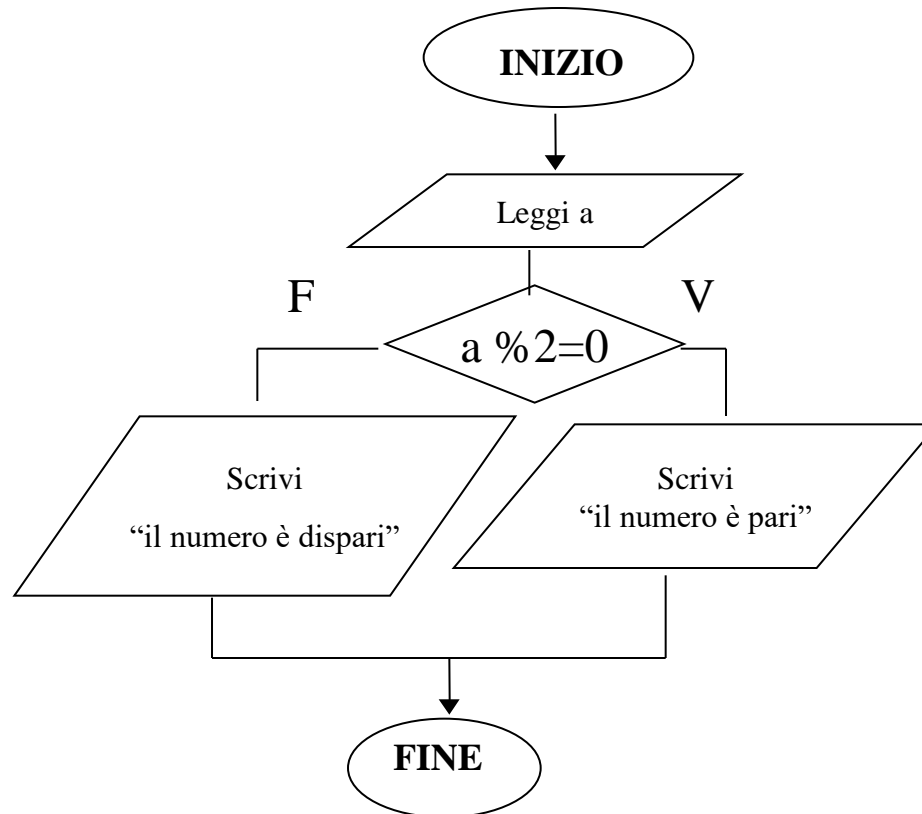 INIZIO
Leggi a
F
V
a %2=0
Scrivi
“il numero è dispari”
Scrivi
“il numero è pari”
FINE